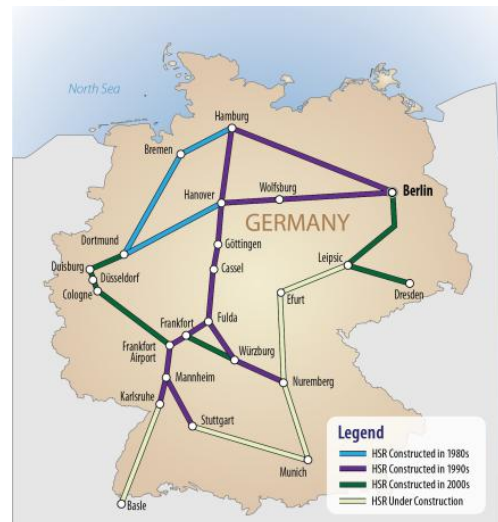 North Sea
Hamburg
Bremen
Hanover
Wolfsburg
Berlin
GERMANY
Dortmund
Göttingen
Duisburg
Düsseldorf
Cassel
Leipsic
Cologne
Dresden
Efurt
Frankfort
Fulda
Frankfort
Airport
Würzburg
Mannheim
Nuremberg
Karlsruhe
Stuttgart
Munich
Basle
Legend
HSR Constructed in 1980s
HSR Constructed in 1990s
HSR Constructed in 2000s
HSR Under Construction